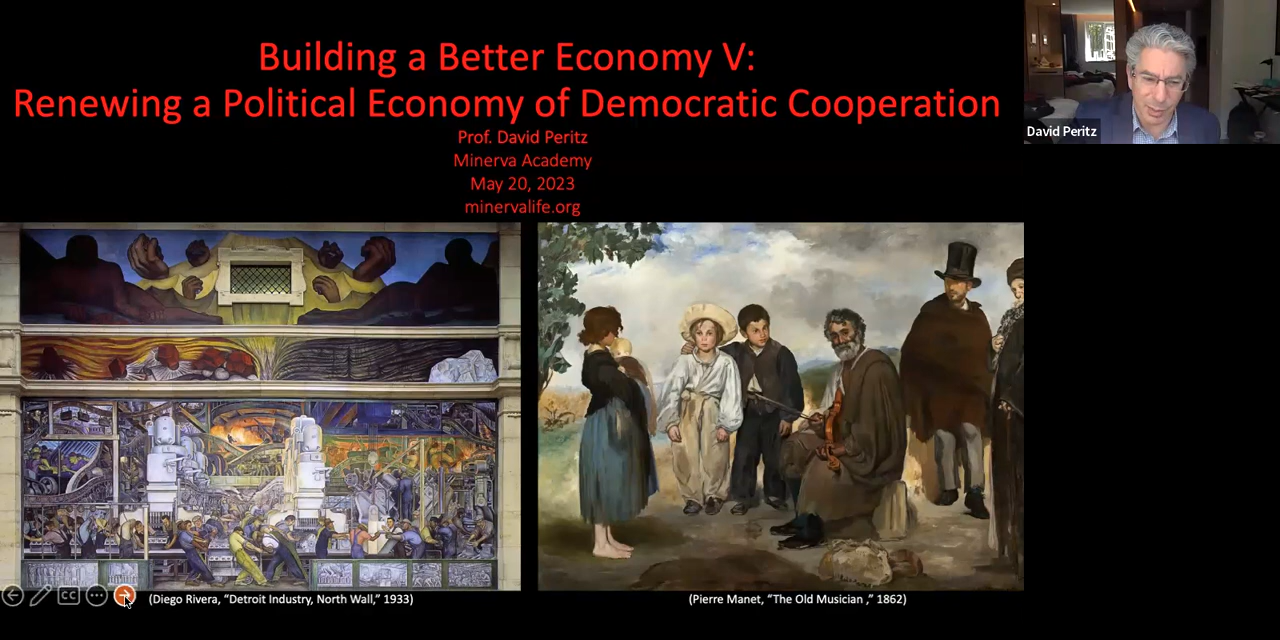 Building a Better Economy V:
Renewing a Political Economy of Democratic Cooperation
Prof. David Peritz
Minerva Academy
May 20, 2023
minervalife.org
David Peritz
CC
(Diego Rivera, “Detroit Industry, North Wall,” 1933)
(Pierre Manet, “The Old Musician ,” 1862)